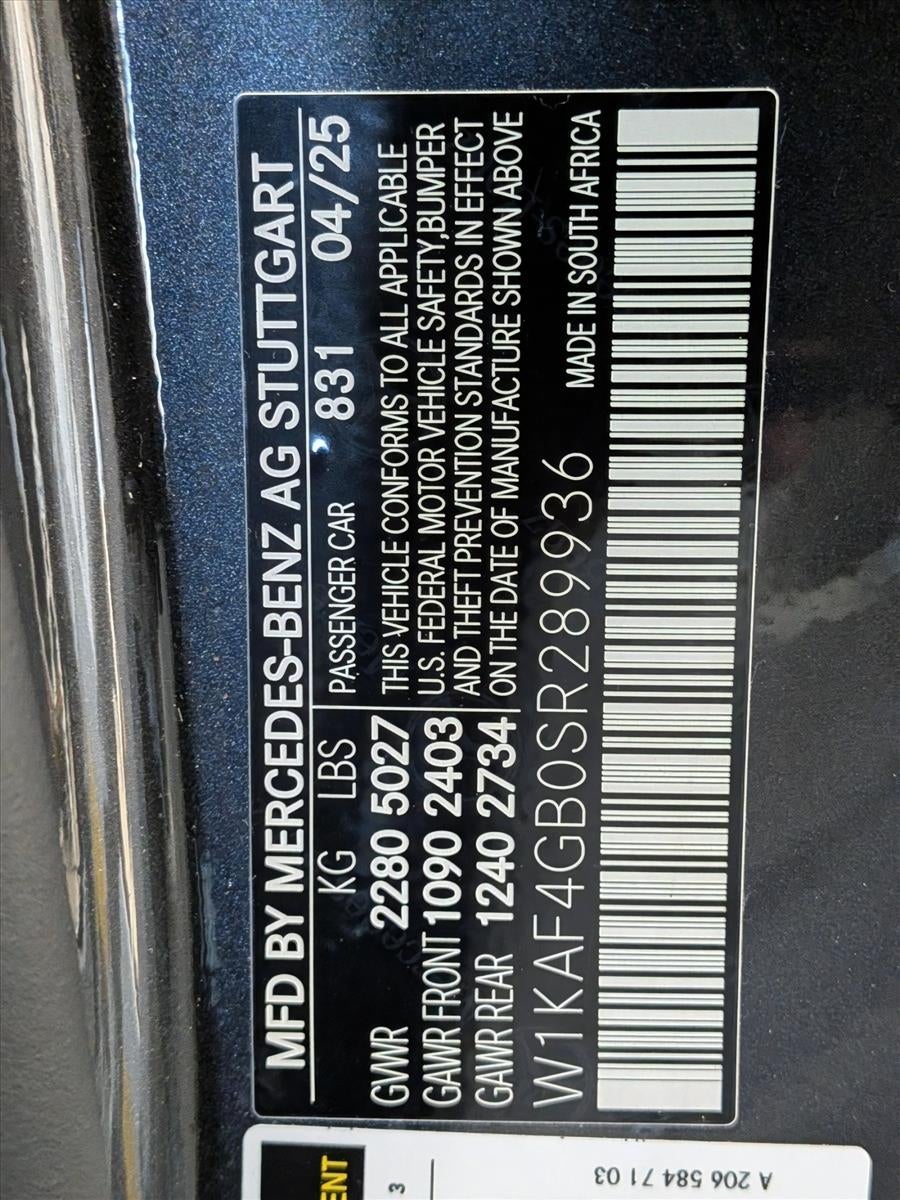 MFD BY MERCEDES-BENZ AG STUTTGART
KG LBS
GVWR 2280 5027
GAWR FRONT 1090 2403
GAWR REAR 1240 2734
PASSENGER CAR 831 04/25
THIS VEHICLE CONFORMS TO ALL APPLICABLE
U.S. FEDERAL MOTOR VEHICLE SAFETY,BUMPER
AND THEFT PREVENTION STANDARDS IN EFFECT
ON THE DATE OF MANUFACTURE SHOWN ABOVE
W1KAF4GB0SR289936
MADE IN SOUTH AFRICA
ENT
3
A 206 584 71 03